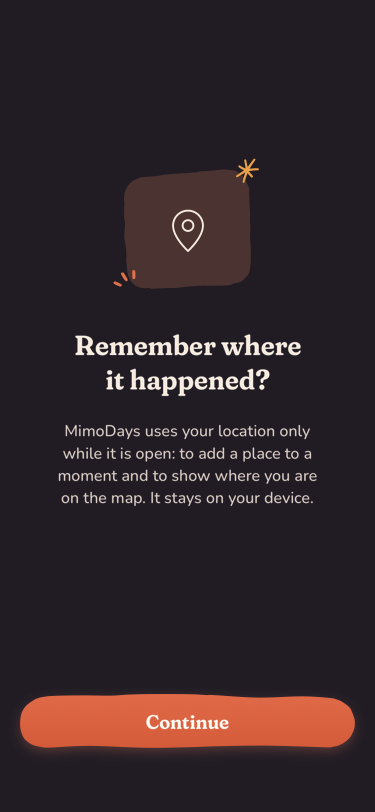 Remember where
it happened?
MimoDays uses your location only
while it is open: to add a place to a
moment and to show where you are
on the map. It stays on your device.
Continue